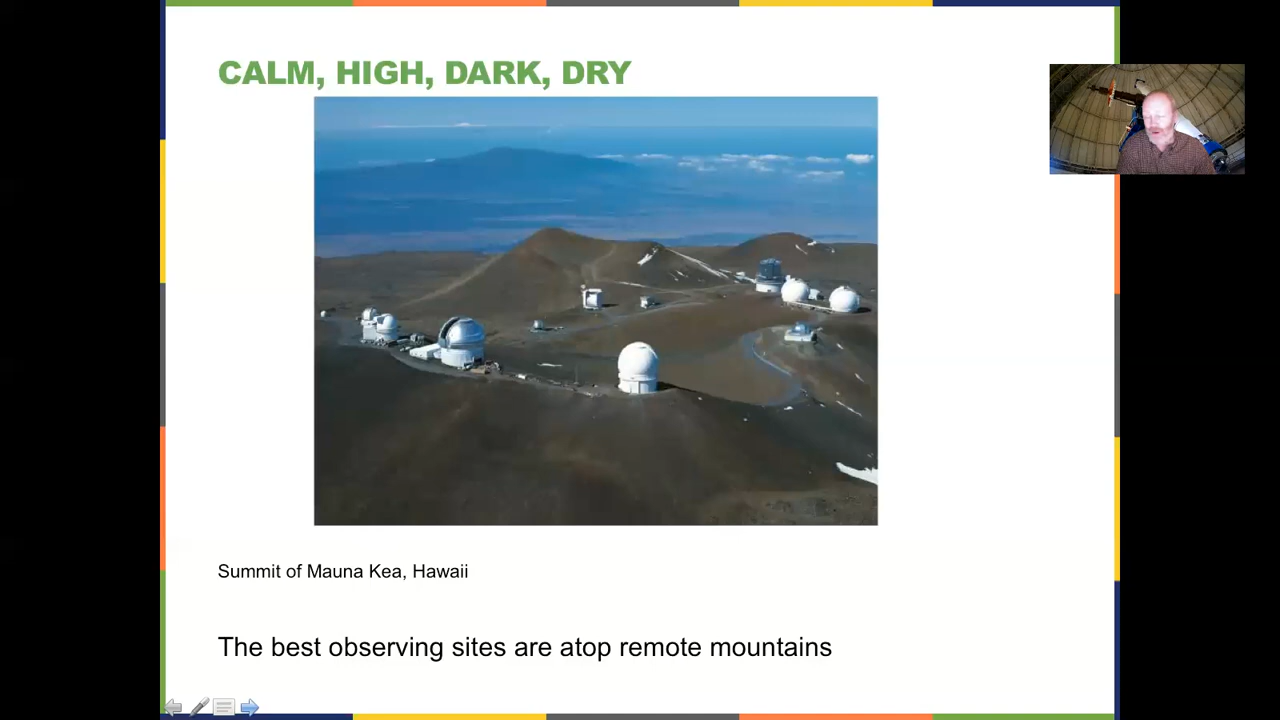 CALM, HIGH, DARK, DRY
Summit of Mauna Kea, Hawaii
The best observing sites are atop remote mountains